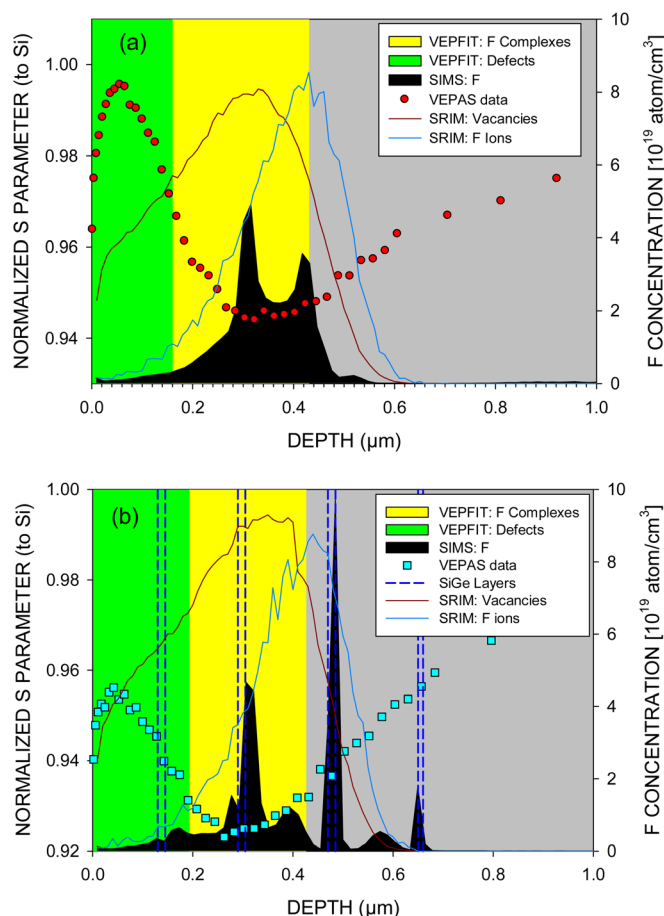 (a)
NORMALIZED S PARAMETER (to Si)
1.00
0.98
0.96
0.94
VEPFIT: F Complexes
VEPFIT: Defects
SIMS: F
VEPAS data
SRIM: Vacancies
SRIM: F Ions
10
8
6
4
2
0
F CONCENTRATION [10¹⁹ atom/cm³]
0.0 0.2 0.4 0.6 0.8 1.0
DEPTH (μm)
(b)
NORMALIZED S PARAMETER (to Si)
1.00
0.98
0.96
0.94
0.92
VEPFIT: F Complexes
VEPFIT: Defects
SIMS: F
VEPAS data
SiGe Layers
SRIM: Vacancies
SRIM: F ions
10
8
6
4
2
0
F CONCENTRATION [10¹⁹ atom/cm³]
0.0 0.2 0.4 0.6 0.8 1.0
DEPTH (μm)